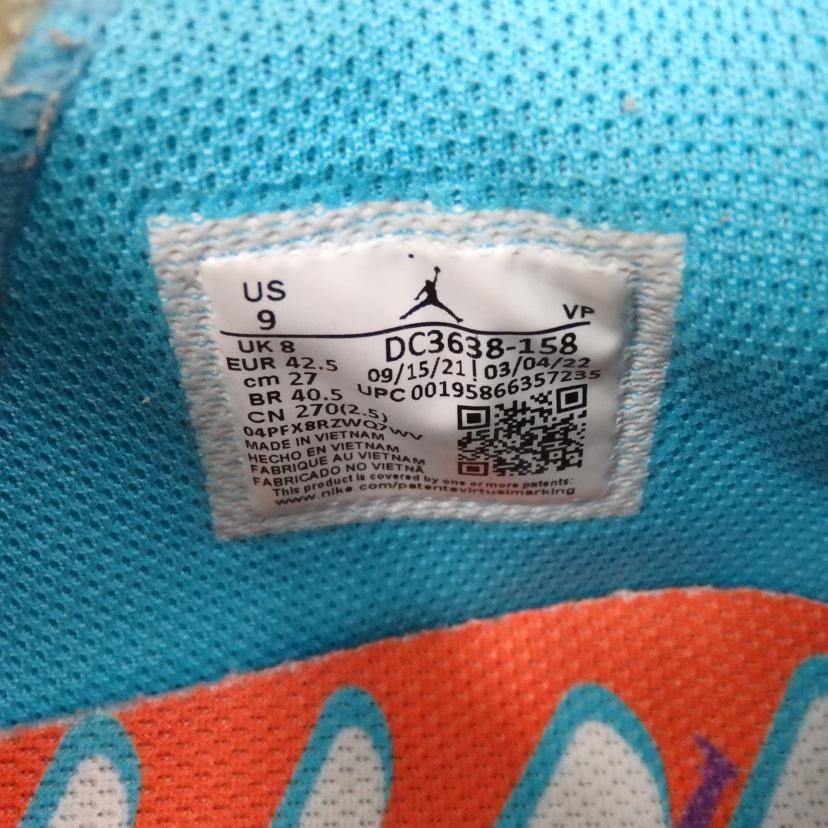 US
9
VP
UK 8
EUR 42.5
cm 27
BR 40.5
CN 270(2.5)
DC3638-158
09/15/21 | 03/04/22
UPC 00195866357235
04PFX8RZWQ7WV
MADE IN VIETNAM
HECHO EN VIETNAM
FABRIQUE AU VIETNAM
FABRICADO NO VIETNÃ
This product is covered by one or more patents:
www.nike.com/patentsvirtualmarking